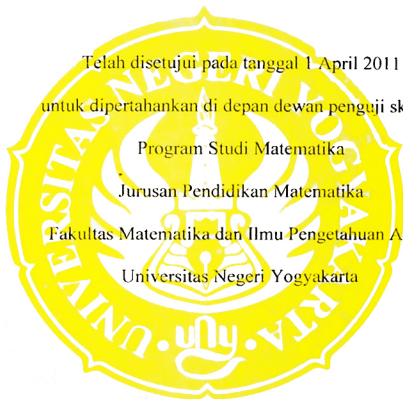 Telah disetujui pada tanggal 1 April 2011
untuk dipertahankan di depan dewan penguji sk
Program Studi Matematika
Jurusan Pendidikan Matematika
Fakultas Matematika dan Ilmu Pengetahuan A
Universitas Negeri Yogyakarta
UNIVERSITAS NEGERI YOGYAKARTA
uny